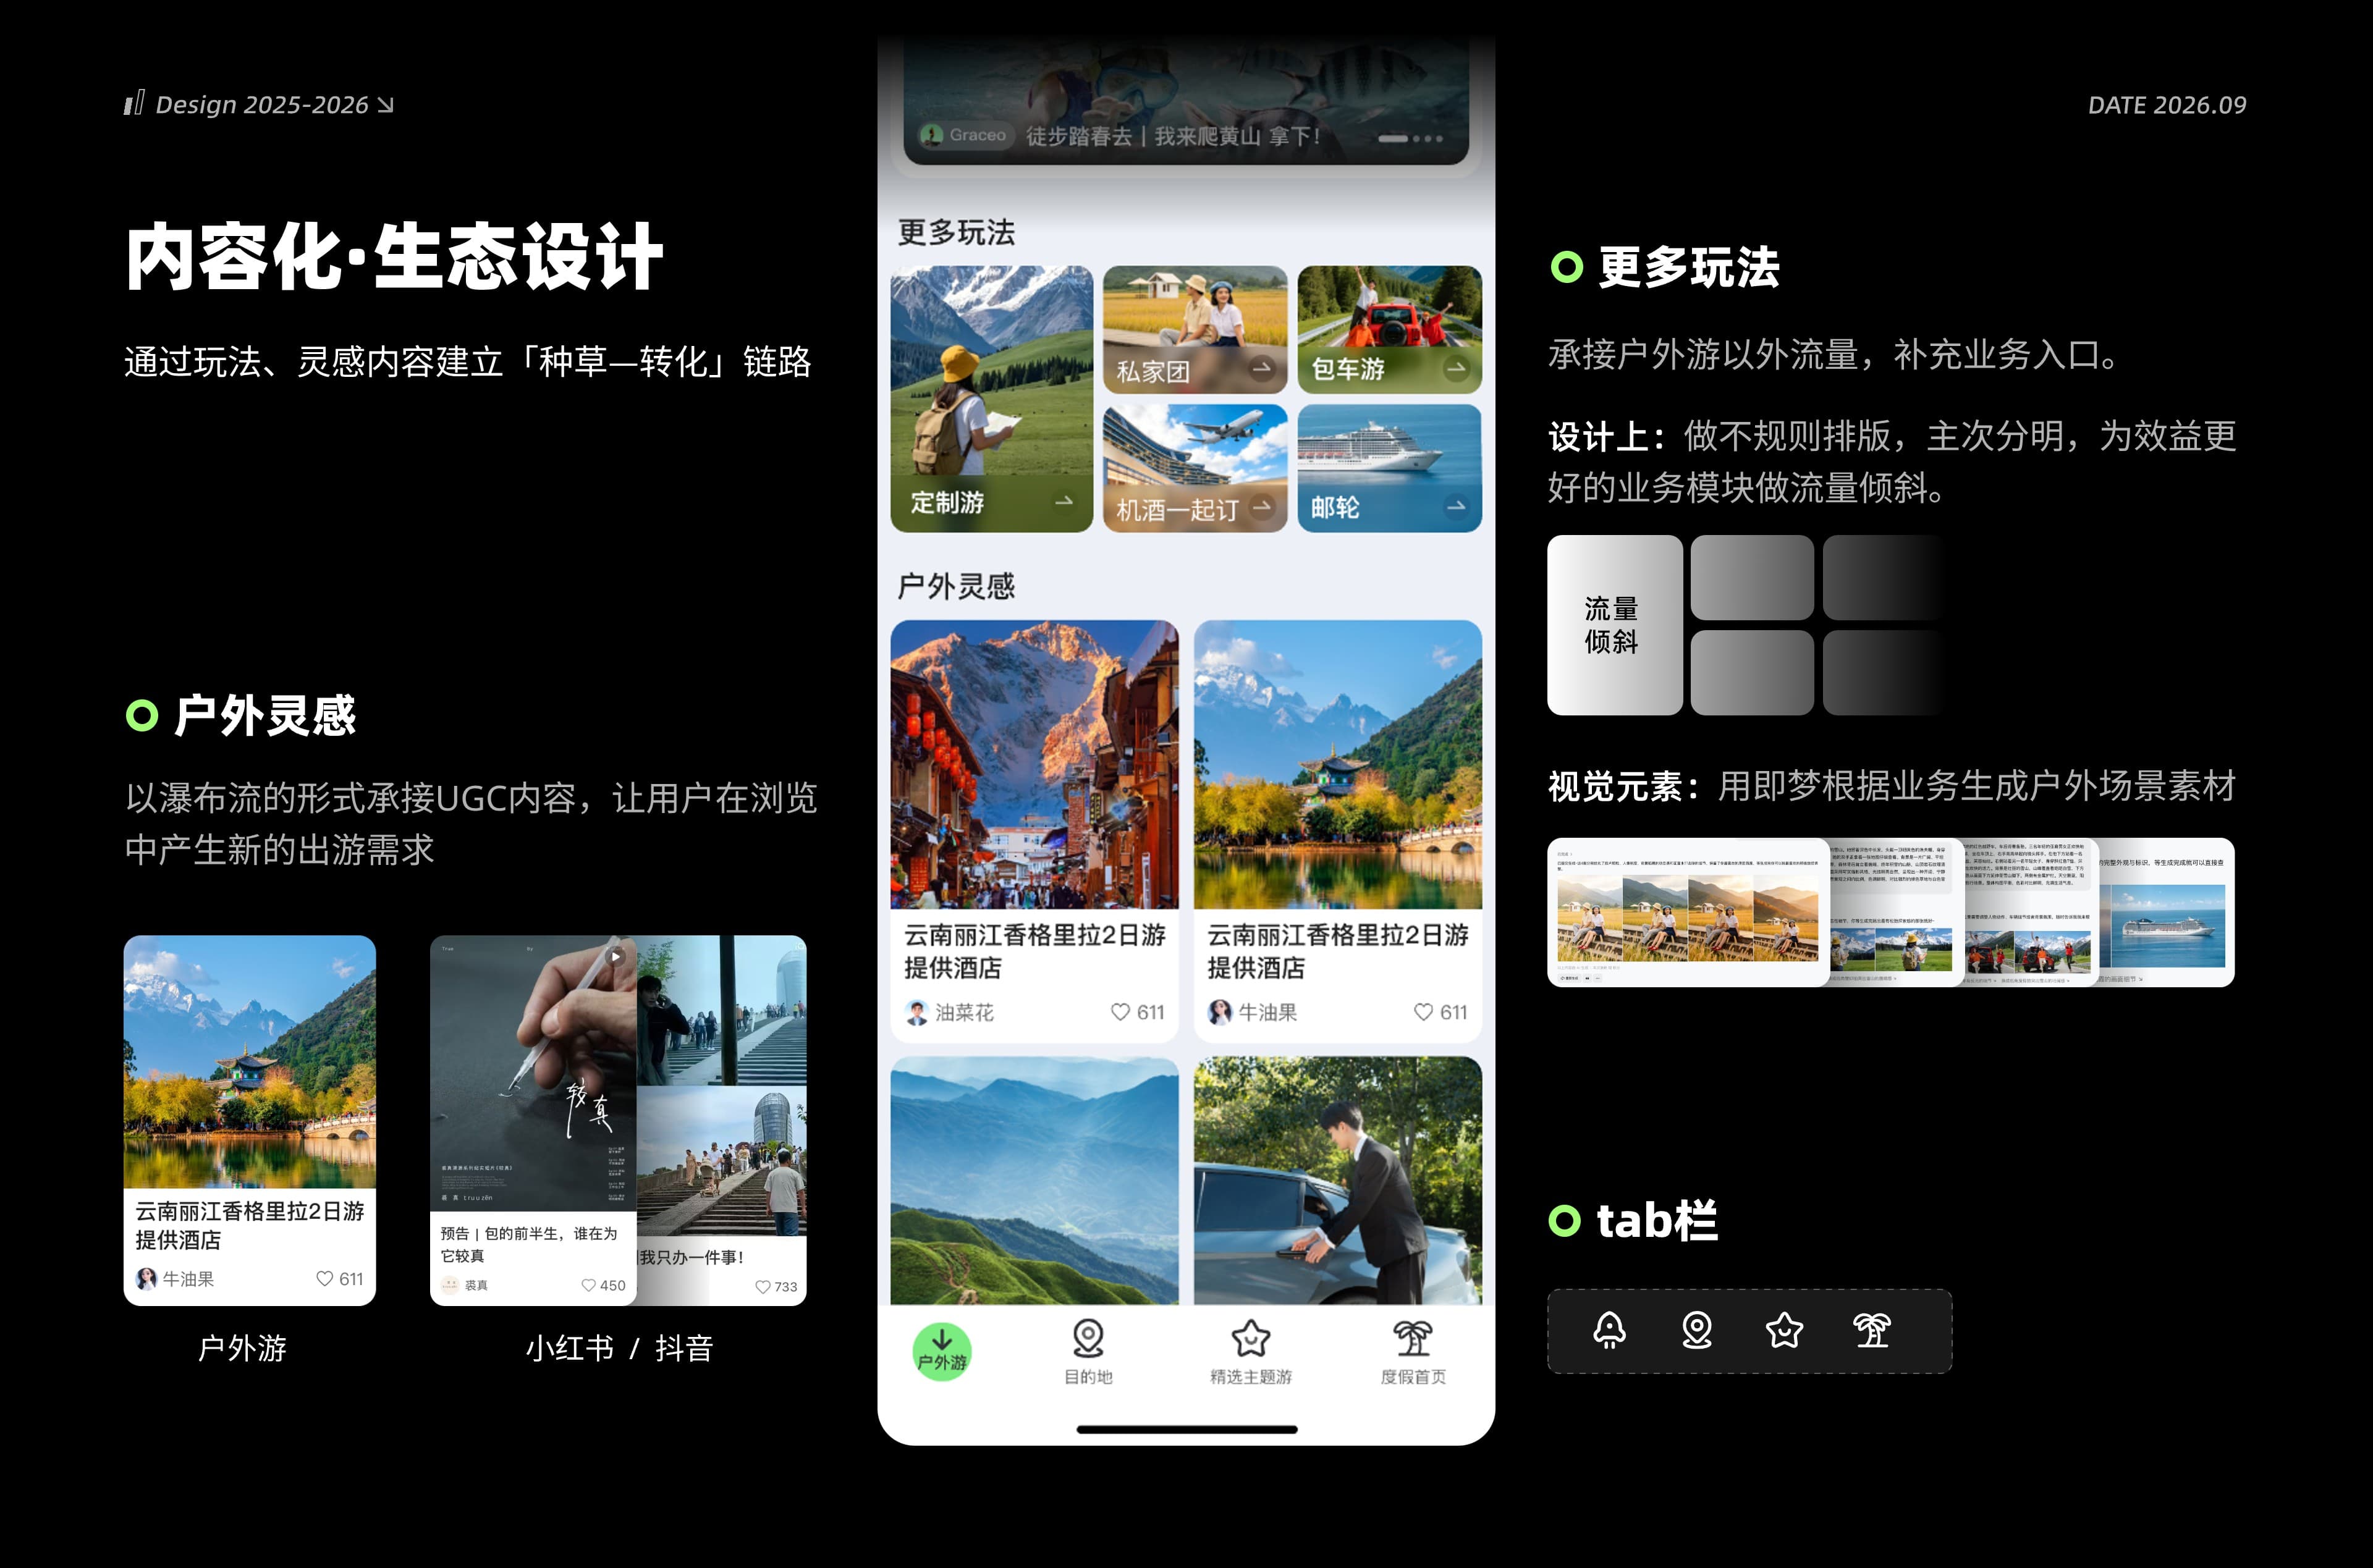 Design 2025-2026
DATE 2026.09
内容化·生态设计
通过玩法、灵感内容建立「种草—转化」链路
户外灵感
以瀑布流的形式承接UGC内容，让用户在浏览
中产生新的出游需求
云南丽江香格里拉2日游
提供酒店
牛油果
611
户外游
较真
裘真 truuzên
预告 | 包的前半生，谁在为
它较真
裘真
450
我只办一件事！
733
小红书 / 抖音
Graceo
徒步踏春去 | 我来爬黄山 拿下！
更多玩法
定制游
私家团
包车游
机酒一起订
邮轮
户外灵感
云南丽江香格里拉2日游
提供酒店
油菜花
611
云南丽江香格里拉2日游
提供酒店
牛油果
611
户外游
目的地
精选主题游
度假首页
更多玩法
承接户外游以外流量，补充业务入口。
设计上：做不规则排版，主次分明，为效益更
好的业务模块做流量倾斜。
流量
倾斜
视觉元素：用即梦根据业务生成户外场景素材
tab栏